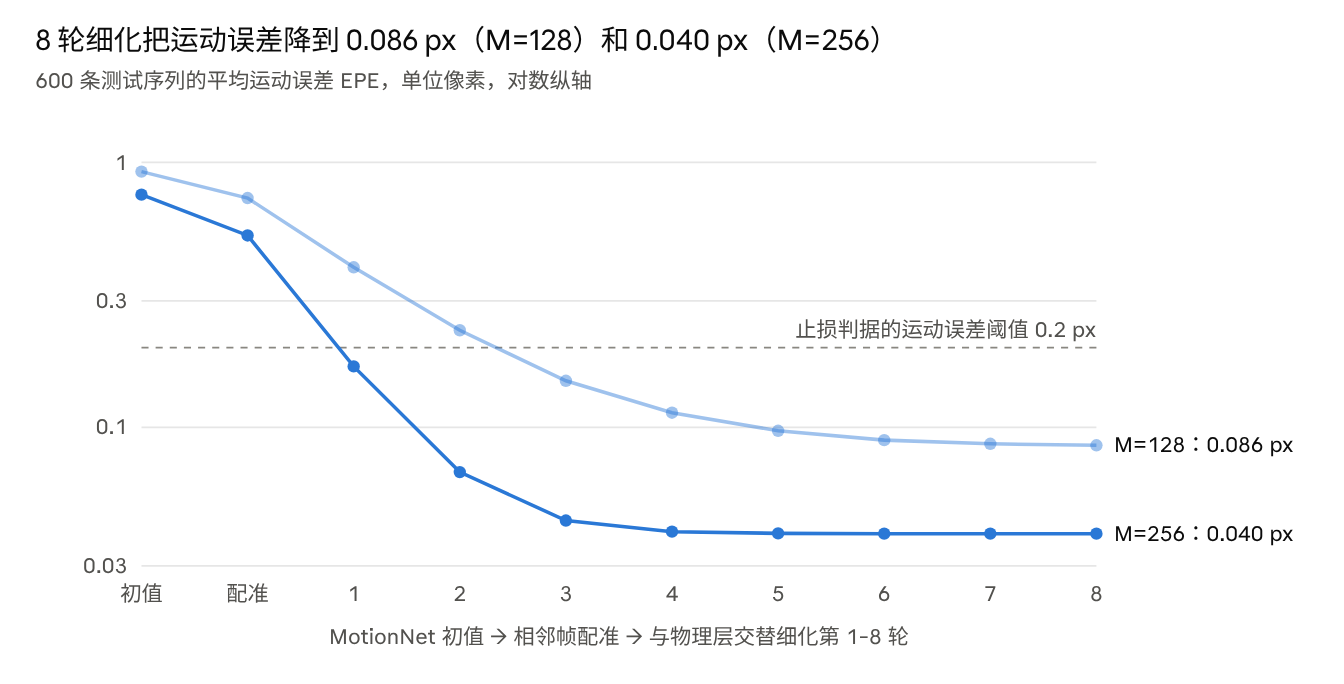 8 轮细化把运动误差降到 0.086 px（M=128）和 0.040 px（M=256）
600 条测试序列的平均运动误差 EPE，单位像素，对数纵轴
1
0.3
止损判据的运动误差阈值 0.2 px
0.1
M=128：0.086 px
M=256：0.040 px
0.03
初值 配准 1 2 3 4 5 6 7 8
MotionNet 初值 → 相邻帧配准 → 与物理层交替细化第 1–8 轮